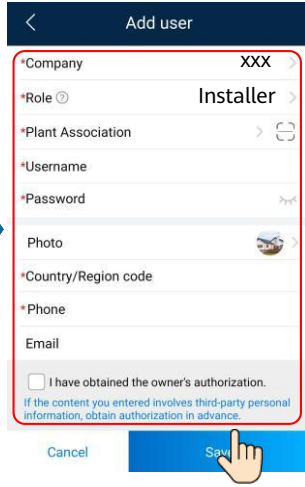 Add user
*Company xxx
*Role Installer
*Plant Association
*Username
*Password
Photo
*Country/Region code
*Phone
Email
I have obtained the owner's authorization.
If the content you entered involves third-party personal
information, obtain authorization in advance.
Cancel